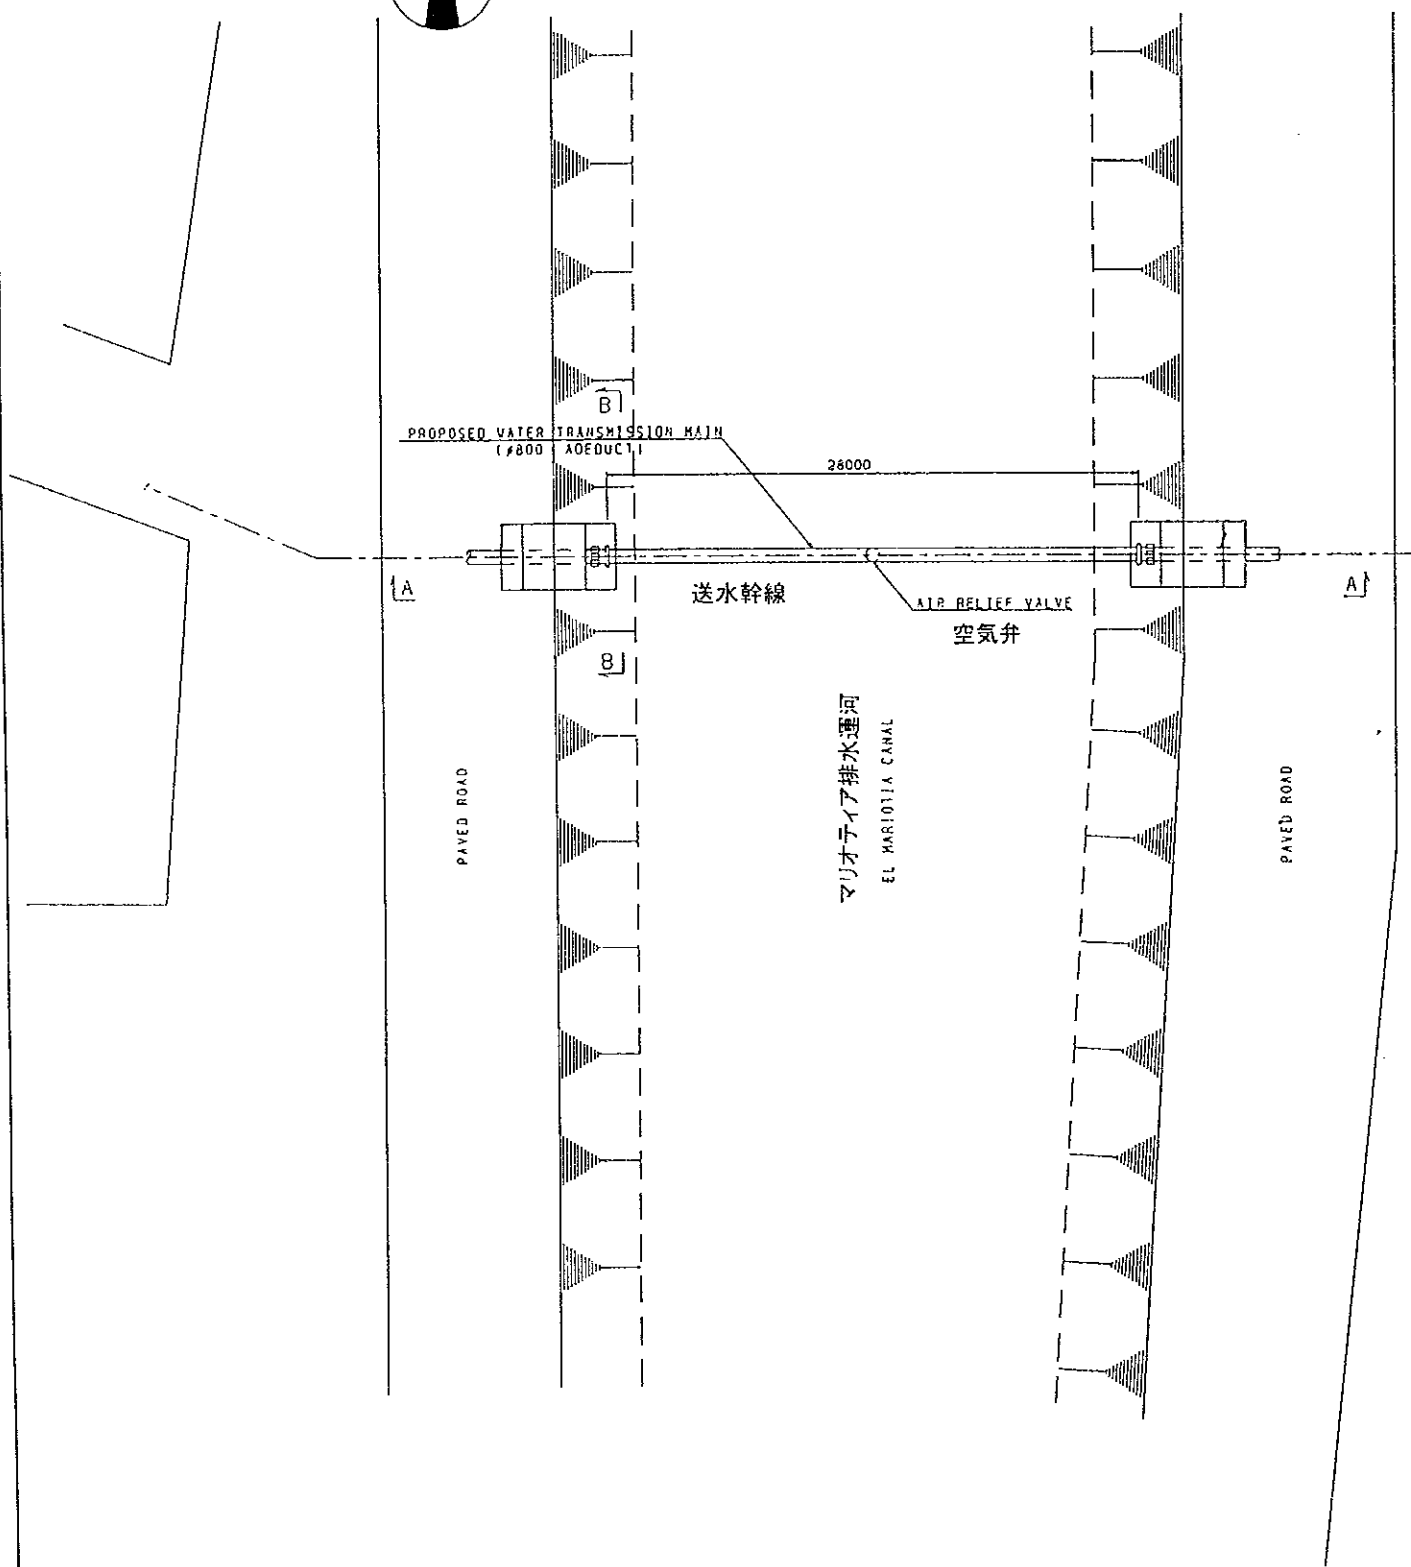 B
PROPOSED WATER TRANSMISSION MAIN
(ø800 AQEDUCT)
28000
A
送水幹線
AIR RELIEF VALVE
空気弁
A
B
マリオティア排水運河
EL MARIOTIA CANAL
PAVED ROAD
PAVED ROAD